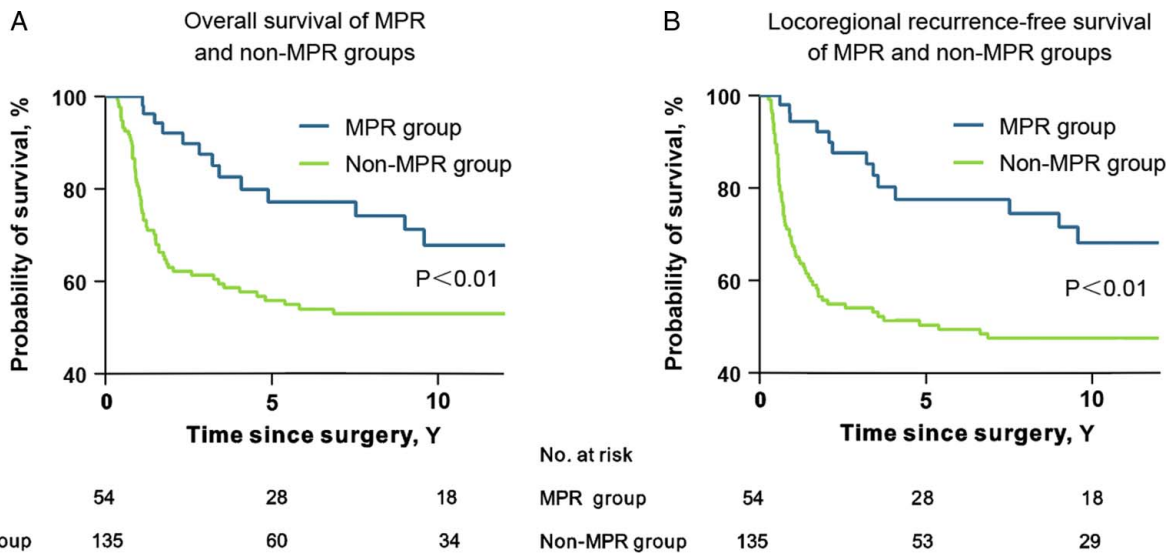 A
Overall survival of MPR
and non-MPR groups
Probability of survival, %
100
80
60
40
MPR group
Non-MPR group
P<0.01
0
5
10
Time since surgery, Y
54
28
18
135
60
34
B
Locoregional recurrence-free survival
of MPR and non-MPR groups
Probability of survival, %
100
80
60
40
MPR group
Non-MPR group
P<0.01
0
5
10
Time since surgery, Y
No. at risk
MPR group
54
28
18
Non-MPR group
135
53
29